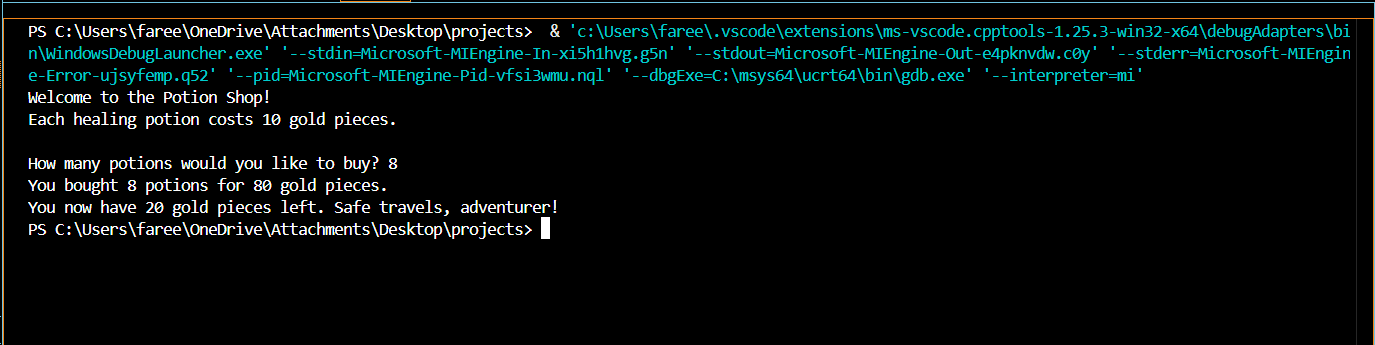 PS C:\Users\faree\OneDrive\Attachments\Desktop\projects>  & 'c:\Users\faree\.vscode\extensions\ms-vscode.cpptools-1.25.3-win32-x64\debugAdapters\bi
n\WindowsDebugLauncher.exe' '--stdin=Microsoft-MIEngine-In-xi5h1hvg.g5n' '--stdout=Microsoft-MIEngine-Out-e4pknvdw.c0y' '--stderr=Microsoft-MIEngin
e-Error-ujsyfemp.q52' '--pid=Microsoft-MIEngine-Pid-vfsi3wmu.nql' '--dbgExe=C:\msys64\ucrt64\bin\gdb.exe' '--interpreter=mi'
Welcome to the Potion Shop!
Each healing potion costs 10 gold pieces.
How many potions would you like to buy? 8
You bought 8 potions for 80 gold pieces.
You now have 20 gold pieces left. Safe travels, adventurer!
PS C:\Users\faree\OneDrive\Attachments\Desktop\projects>